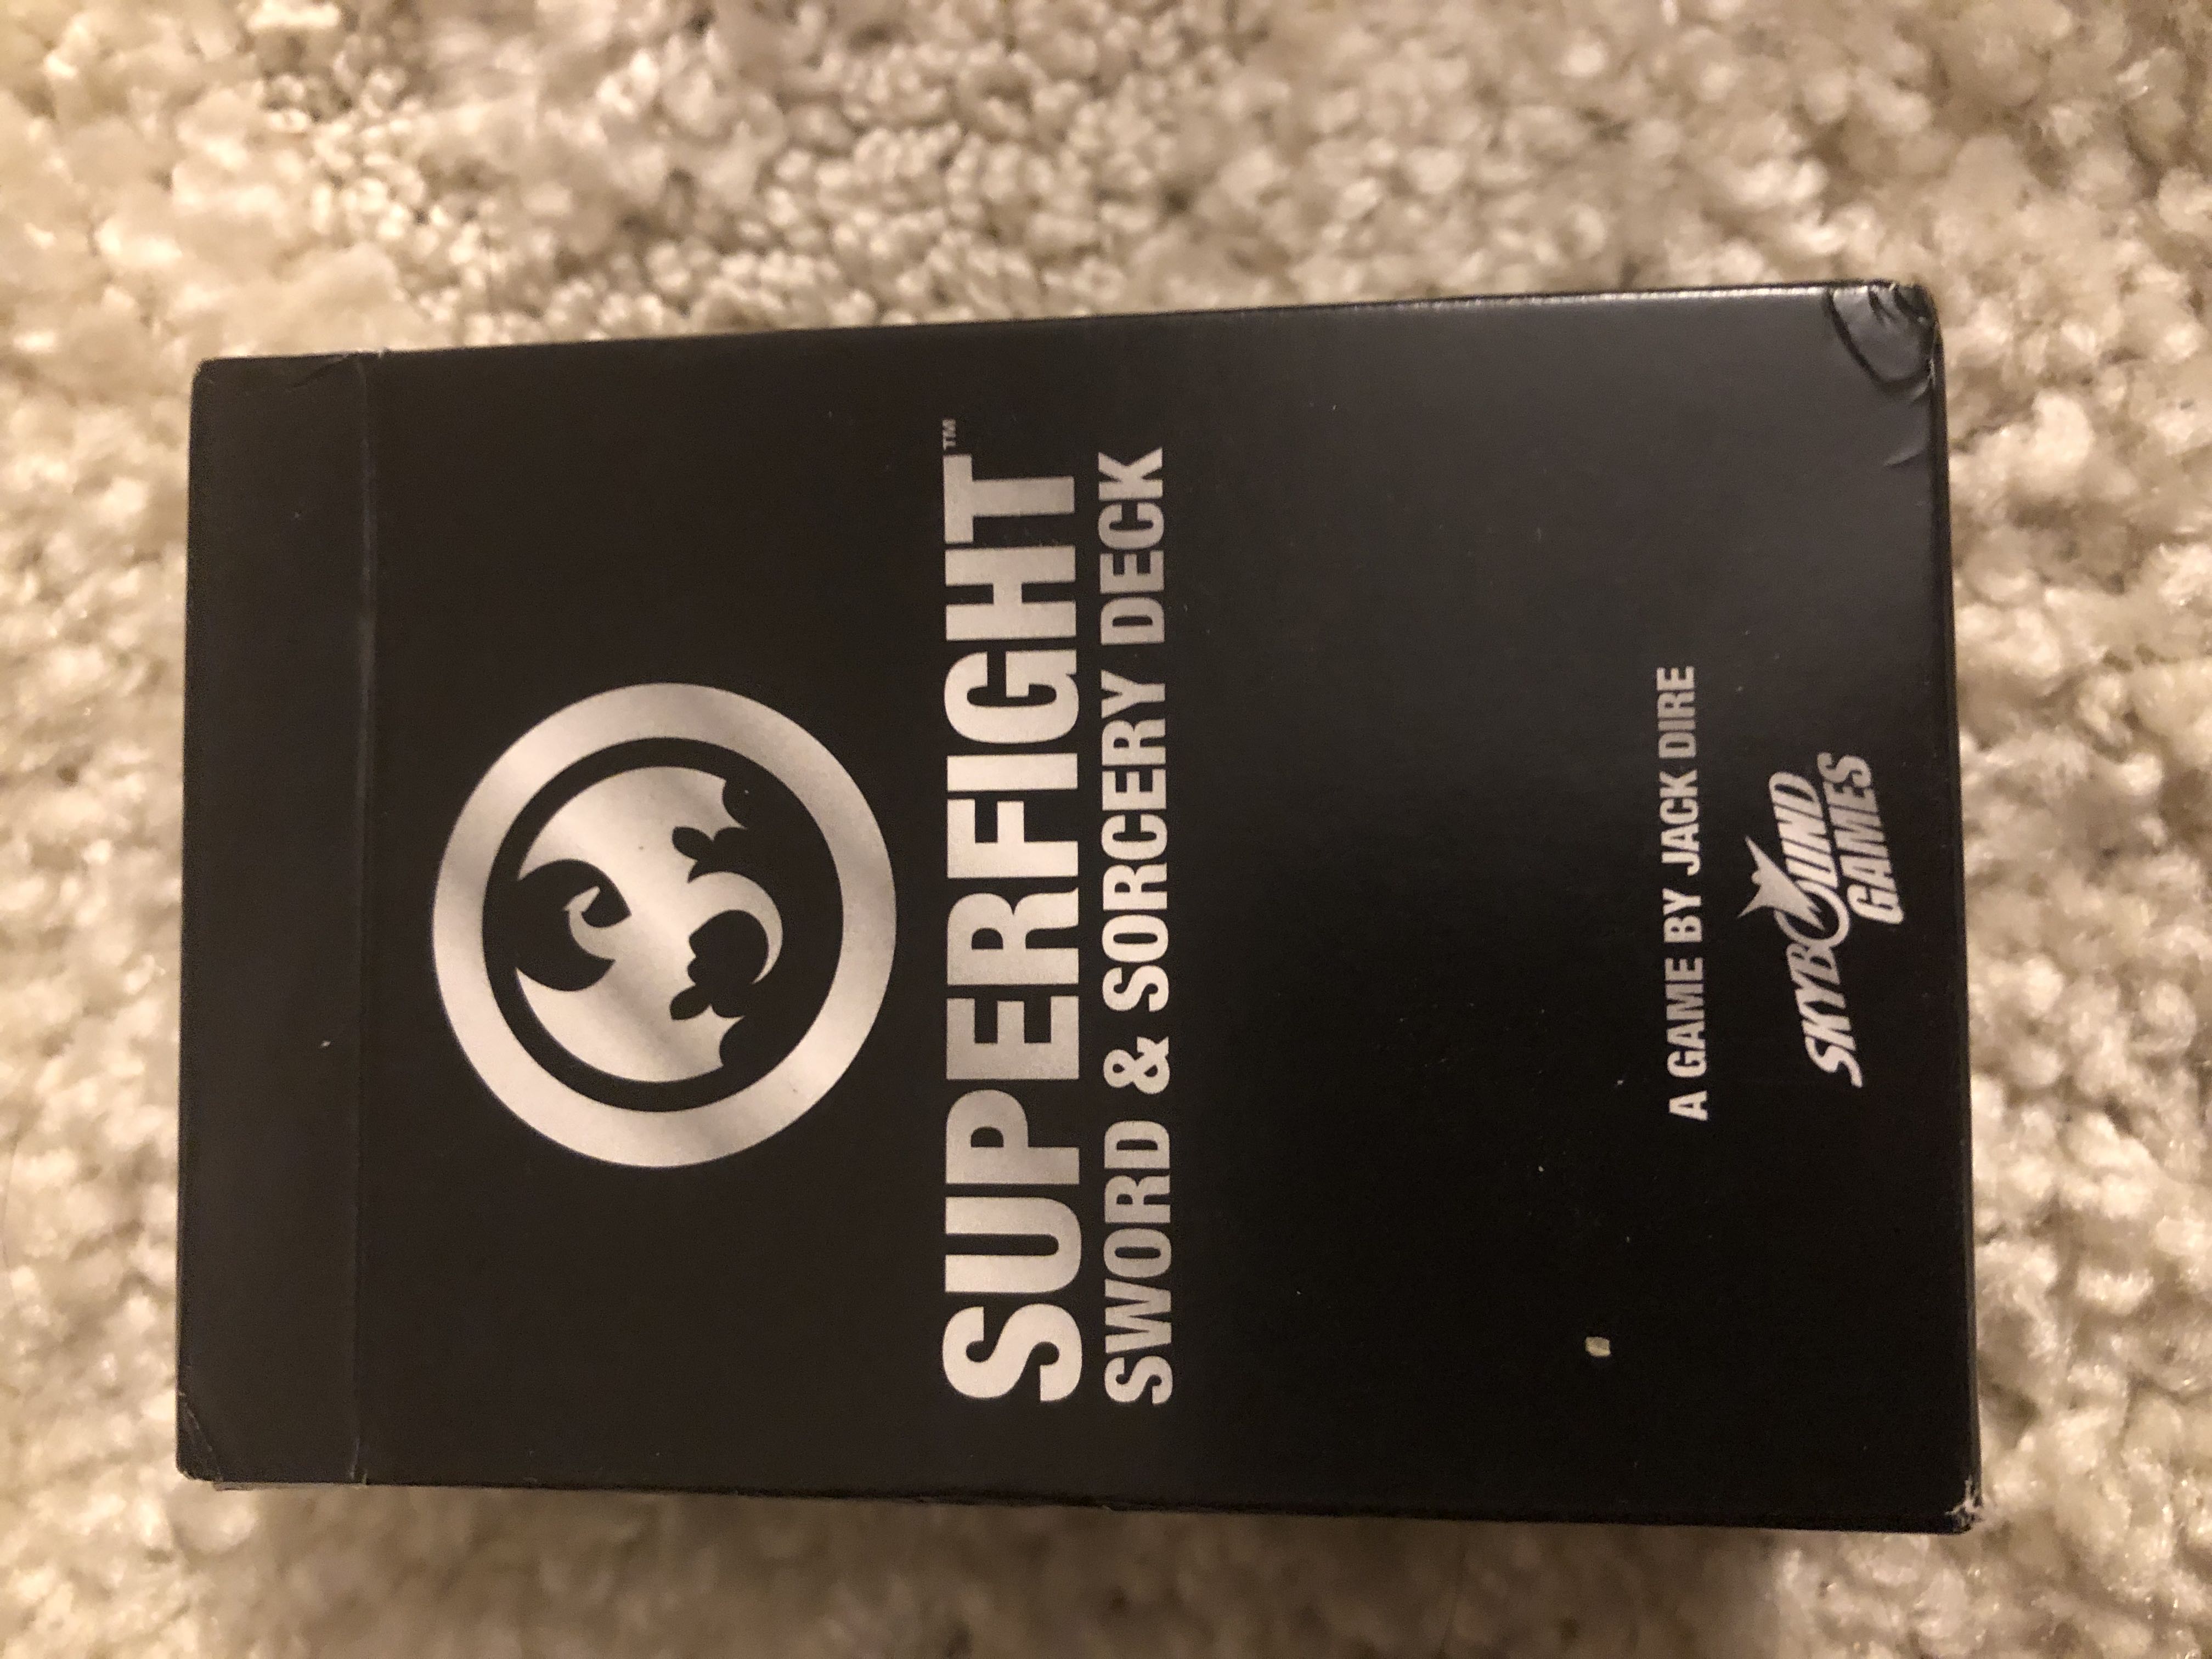 SUPERFIGHT™
SWORD & SORCERY DECK
A GAME BY JACK DIRE
SKYBOUND
GAMES